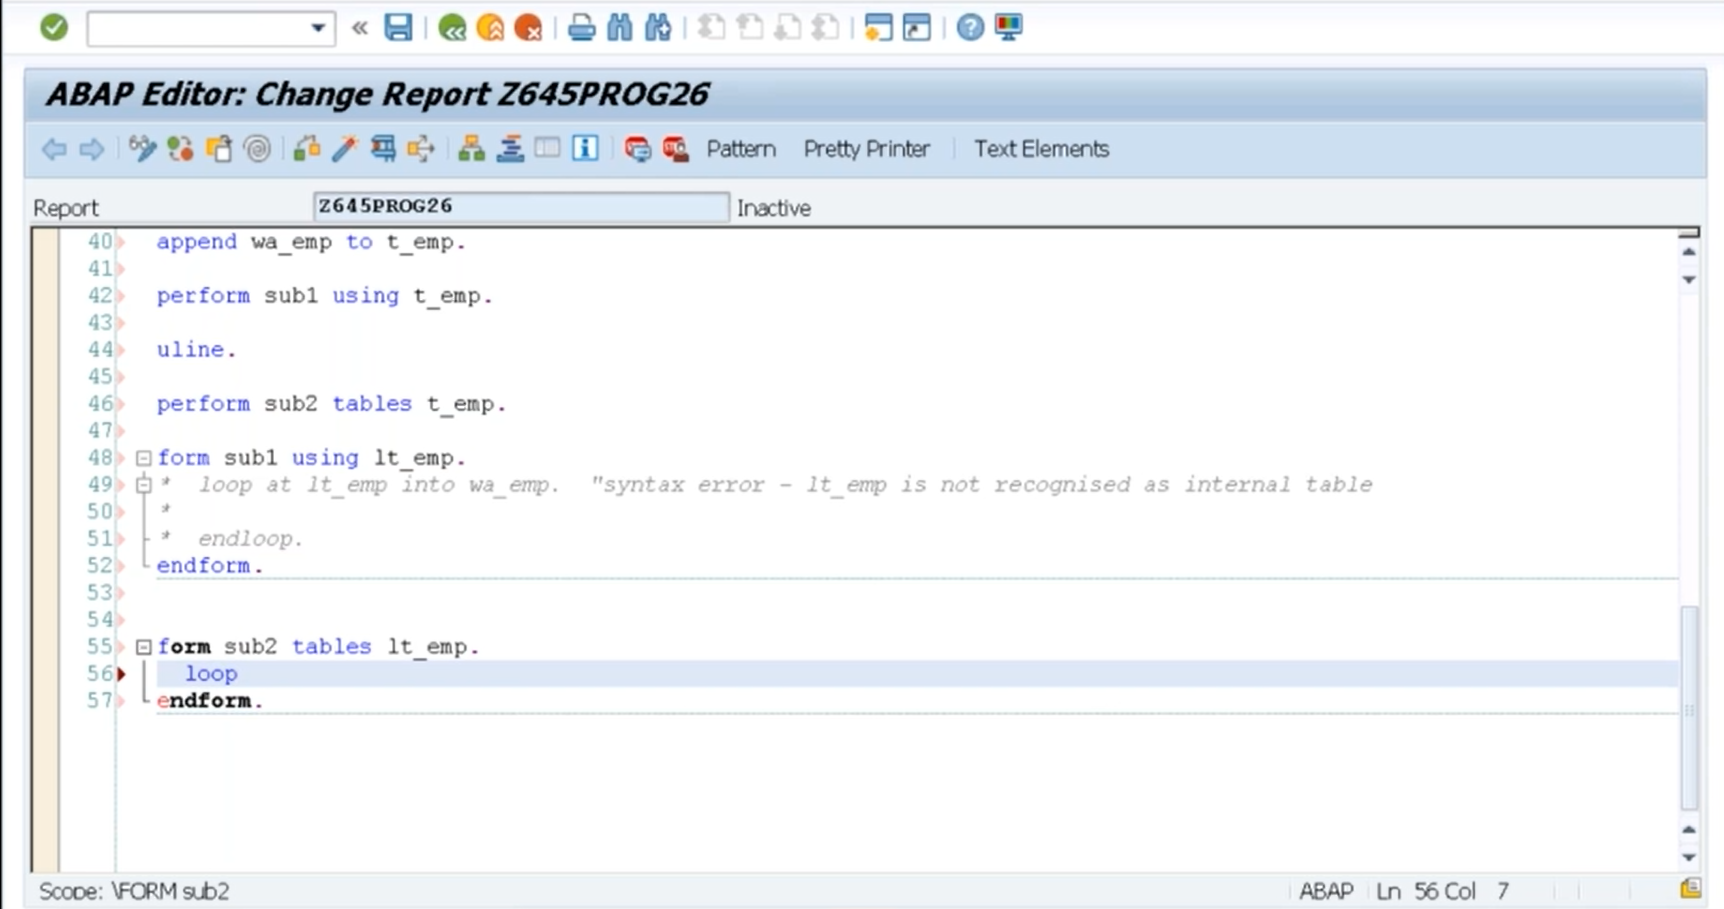 ABAP Editor: Change Report Z645PROG26
Pattern Pretty Printer Text Elements
Report Z645PROG26 Inactive
40 append wa_emp to t_emp.
41
42 perform sub1 using t_emp.
43
44 uline.
45
46 perform sub2 tables t_emp.
47
48 form sub1 using lt_emp.
49 * loop at lt_emp into wa_emp. "syntax error - lt_emp is not recognised as internal table
50 *
51 * endloop.
52 endform.
53
54
55 form sub2 tables lt_emp.
56 loop
57 endform.
Scope: \FORM sub2 ABAP Ln 56 Col 7